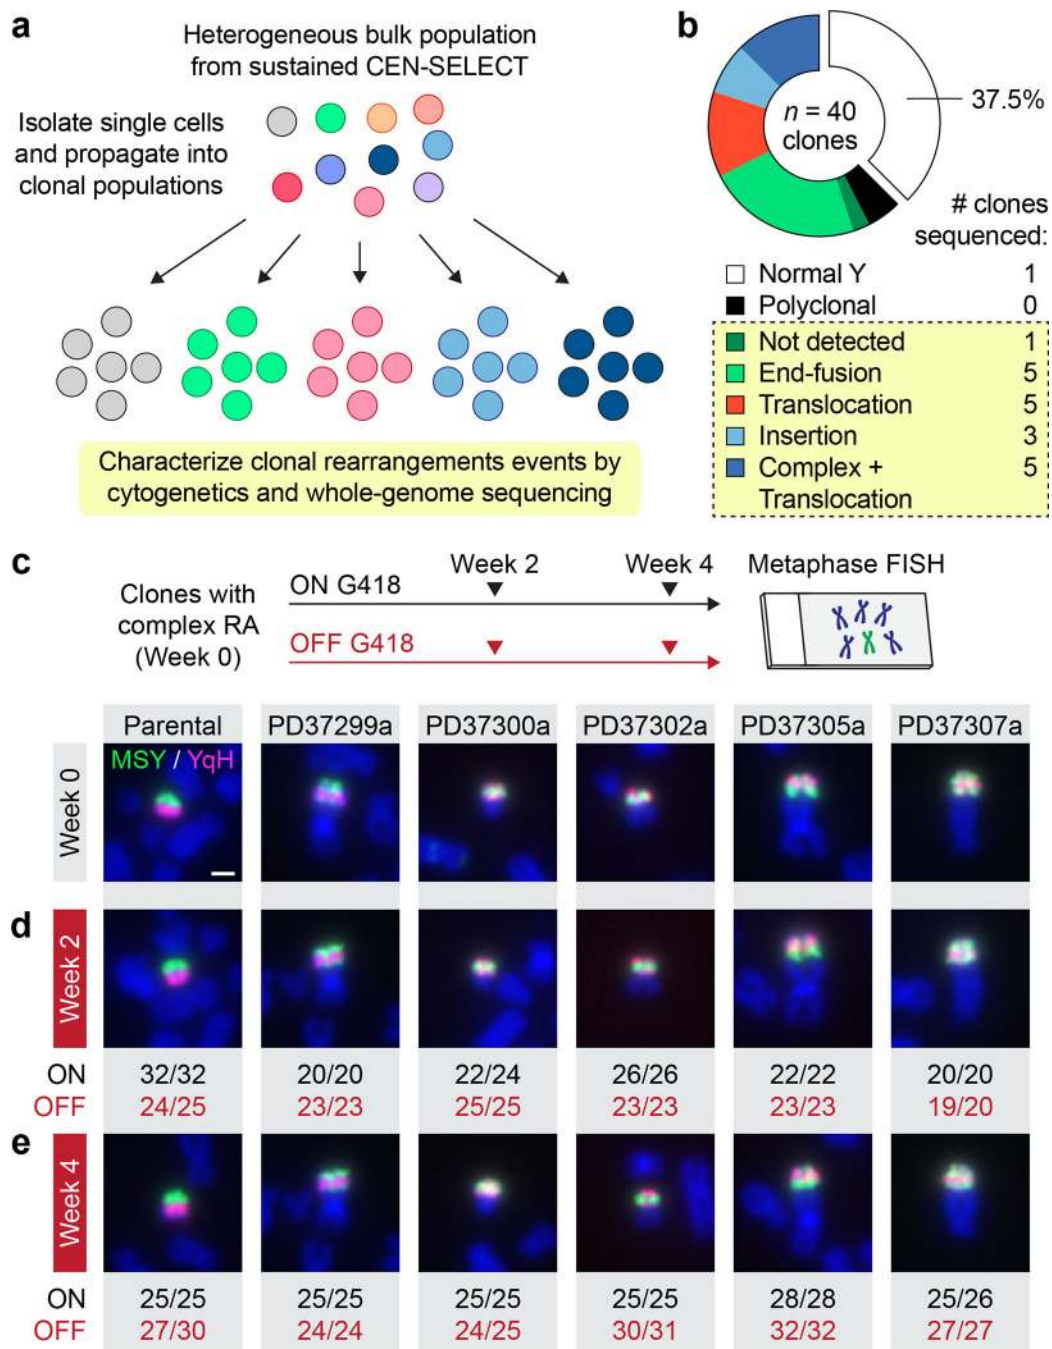 a
Heterogeneous bulk population
from sustained CEN-SELECT
Isolate single cells
and propagate into
clonal populations
Characterize clonal rearrangements events by
cytogenetics and whole-genome sequencing
b
n = 40
clones
37.5%
# clones
sequenced:
Normal Y 1
Polyclonal 0
Not detected 1
End-fusion 5
Translocation 5
Insertion 3
Complex + 5
Translocation
c
Clones with
complex RA
(Week 0)
ON G418
OFF G418
Week 2
Week 4
Metaphase FISH
Parental PD37299a PD37300a PD37302a PD37305a PD37307a
Week 0
MSY / YqH
d
Week 2
ON 32/32 20/20 22/24 26/26 22/22 20/20
OFF 24/25 23/23 25/25 23/23 23/23 19/20
e
Week 4
ON 25/25 25/25 25/25 25/25 28/28 25/26
OFF 27/30 24/24 24/25 30/31 32/32 27/27